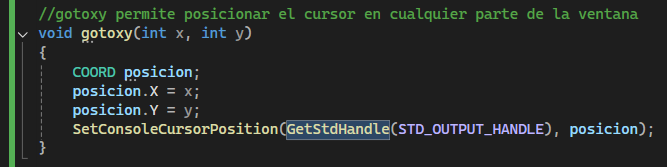 //gotoxy permite posicionar el cursor en cualquier parte de la ventana
void gotoxy(int x, int y)
{
    COORD posicion;
    posicion.X = x;
    posicion.Y = y;
    SetConsoleCursorPosition(GetStdHandle(STD_OUTPUT_HANDLE), posicion);
}